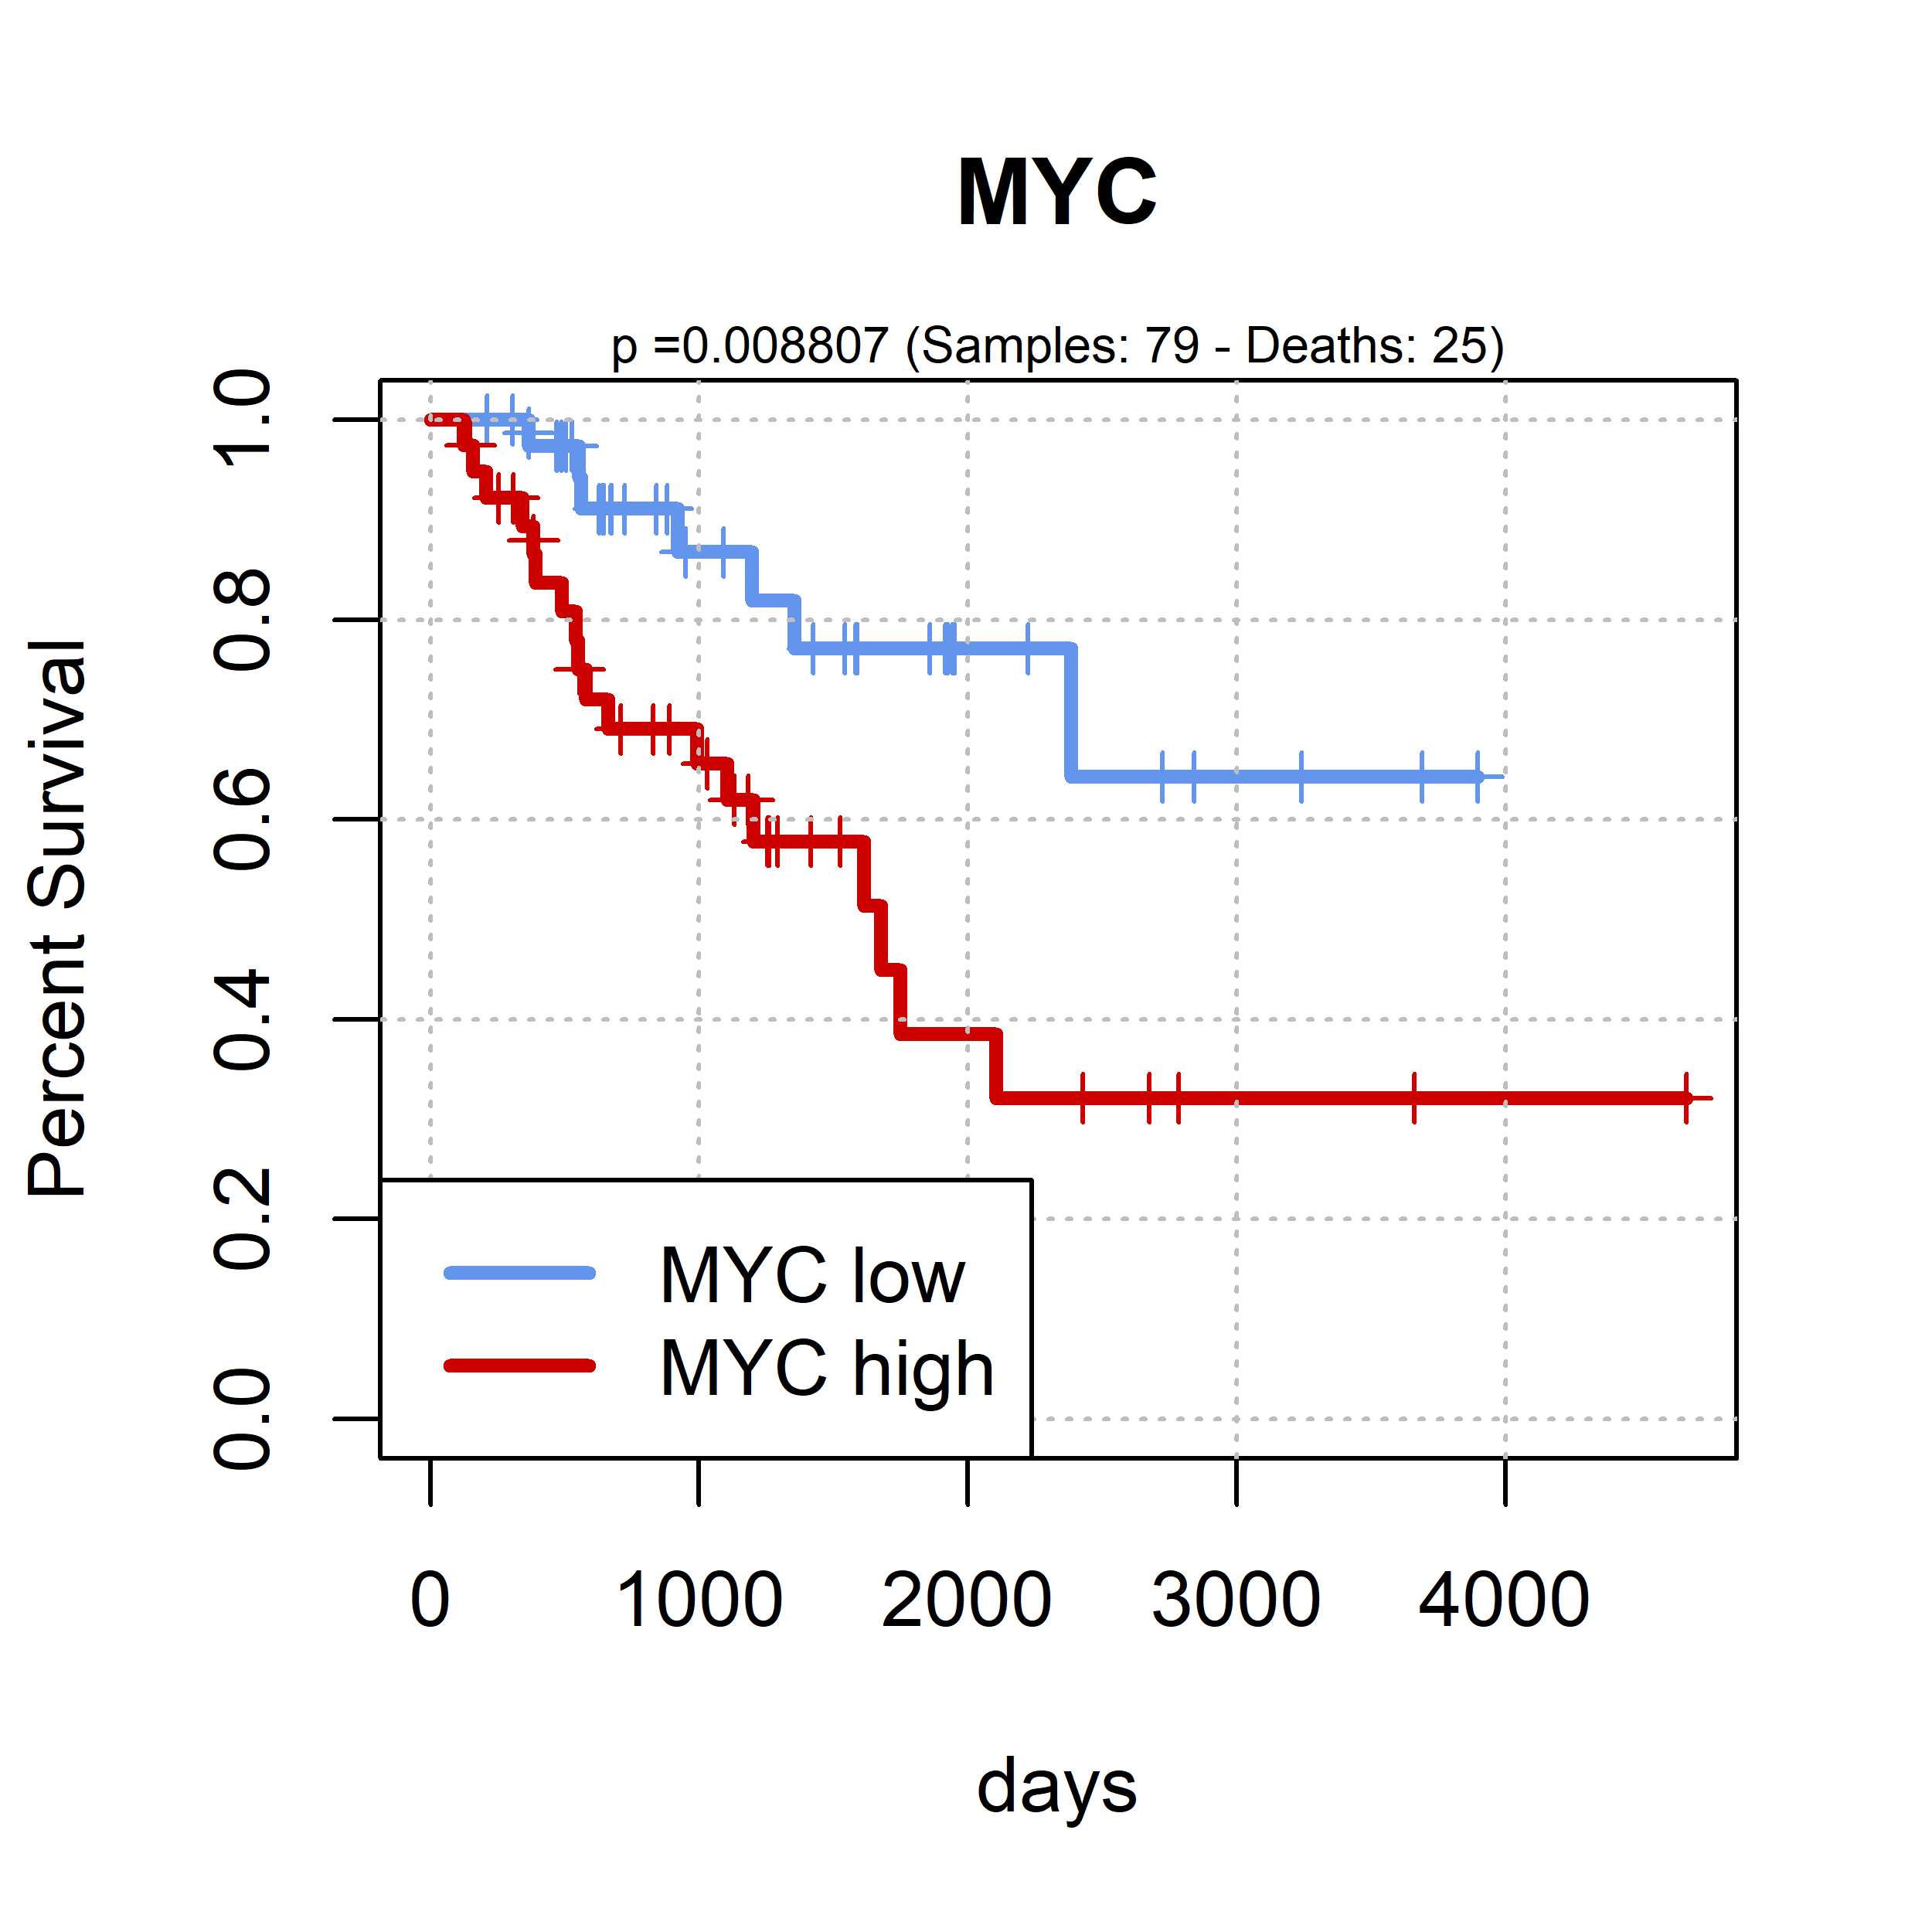 MYC
p =0.008807 (Samples: 79 - Deaths: 25)
Percent Survival
1.0
0.8
0.6
0.4
0.2
0.0
MYC low
MYC high
0 1000 2000 3000 4000
days